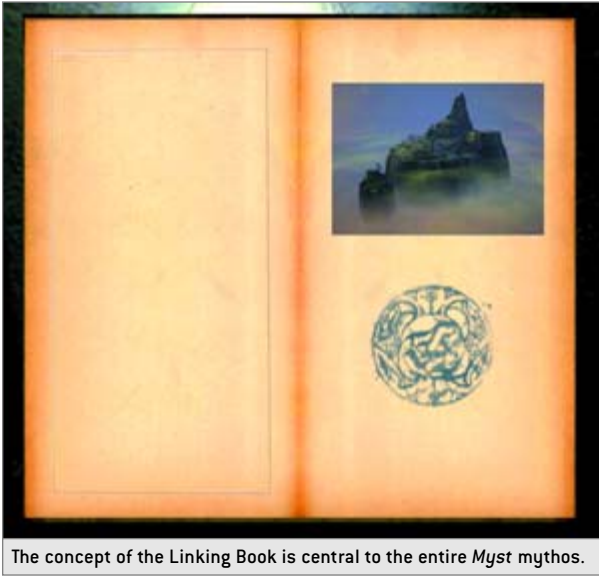 The concept of the Linking Book is central to the entire Myst mythos.